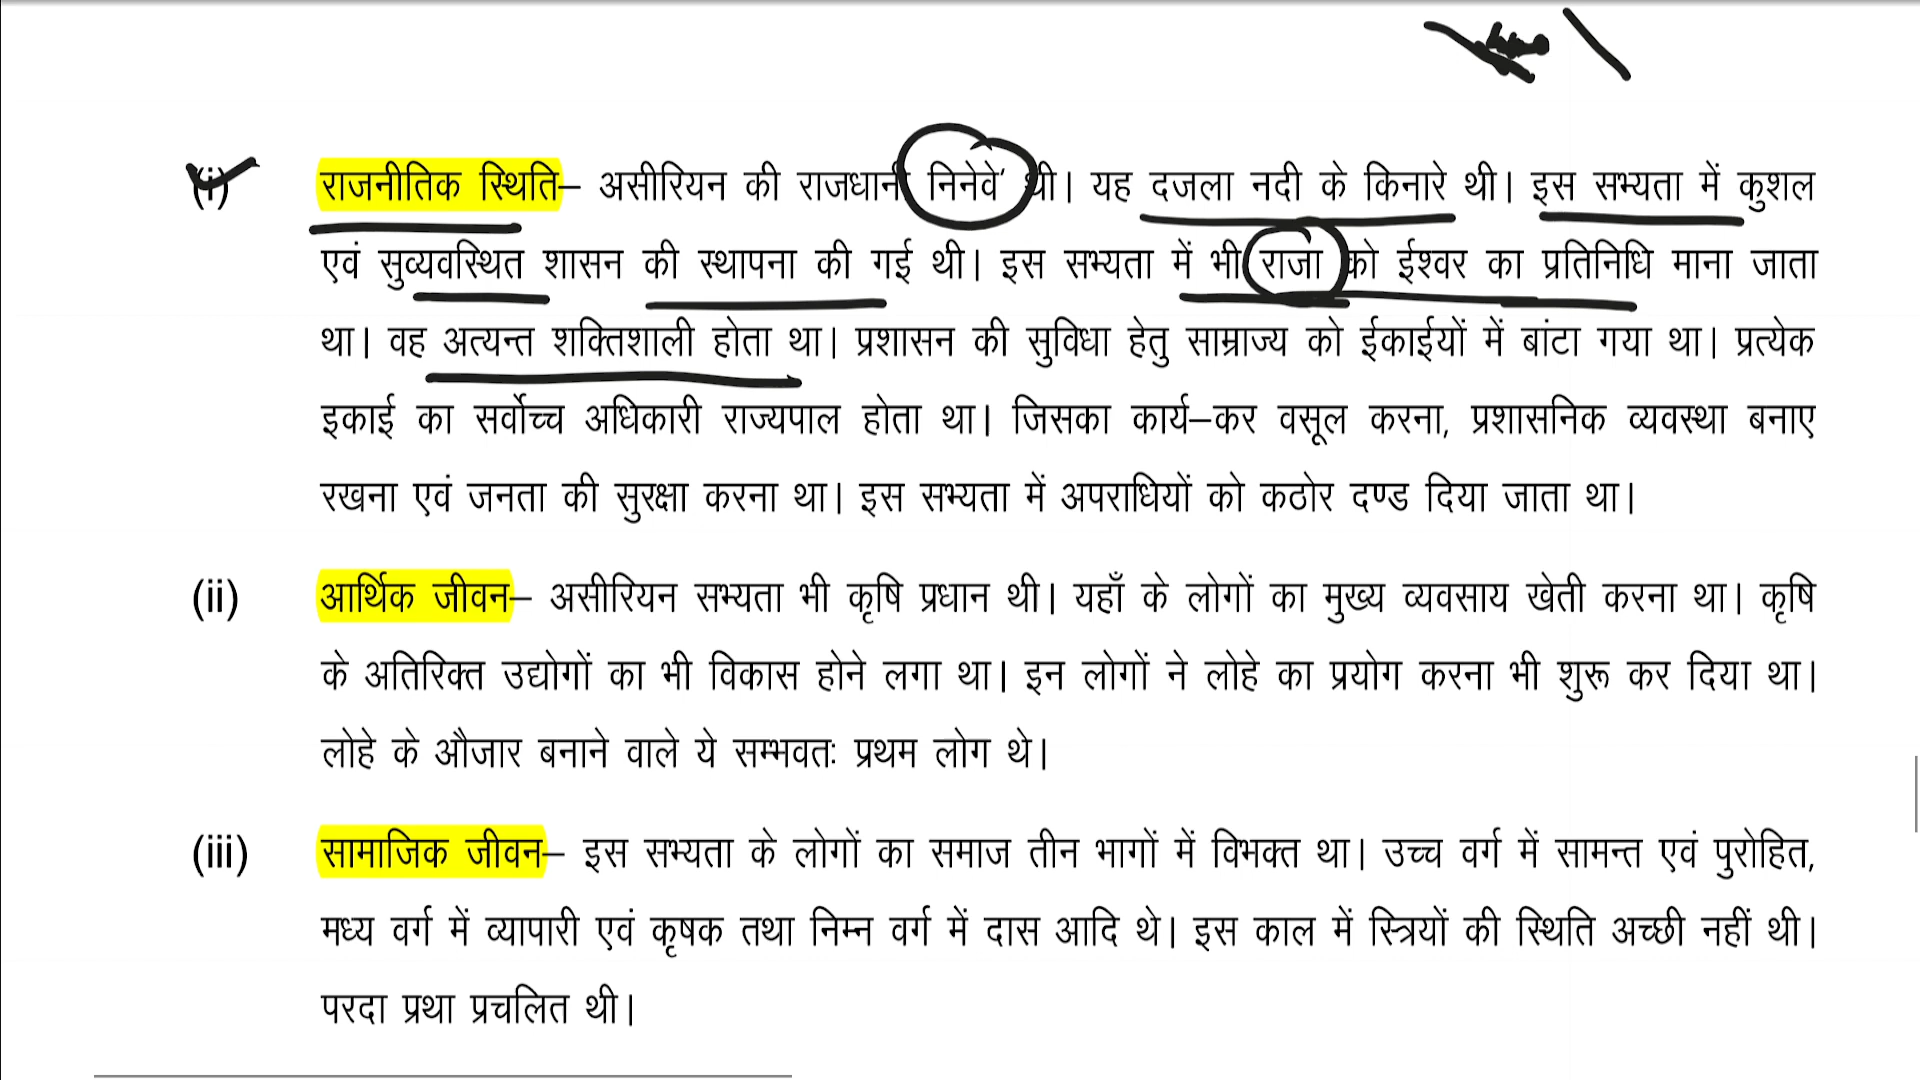 (i) राजनीतिक स्थिति– असीरियन की राजधानी निनेवे' थी। यह दजला नदी के किनारे थी। इस सभ्यता में कुशल
एवं सुव्यवस्थित शासन की स्थापना की गई थी। इस सभ्यता में भी राजा को ईश्वर का प्रतिनिधि माना जाता
था। वह अत्यन्त शक्तिशाली होता था। प्रशासन की सुविधा हेतु साम्राज्य को ईकाईयों में बांटा गया था। प्रत्येक
इकाई का सर्वोच्च अधिकारी राज्यपाल होता था। जिसका कार्य–कर वसूल करना, प्रशासनिक व्यवस्था बनाए
रखना एवं जनता की सुरक्षा करना था। इस सभ्यता में अपराधियों को कठोर दण्ड दिया जाता था।
(ii) आर्थिक जीवन– असीरियन सभ्यता भी कृषि प्रधान थी। यहाँ के लोगों का मुख्य व्यवसाय खेती करना था। कृषि
के अतिरिक्त उद्योगों का भी विकास होने लगा था। इन लोगों ने लोहे का प्रयोग करना भी शुरू कर दिया था।
लोहे के औजार बनाने वाले ये सम्भवतः प्रथम लोग थे।
(iii) सामाजिक जीवन– इस सभ्यता के लोगों का समाज तीन भागों में विभक्त था। उच्च वर्ग में सामन्त एवं पुरोहित,
मध्य वर्ग में व्यापारी एवं कृषक तथा निम्न वर्ग में दास आदि थे। इस काल में स्त्रियों की स्थिति अच्छी नहीं थी।
परदा प्रथा प्रचलित थी।